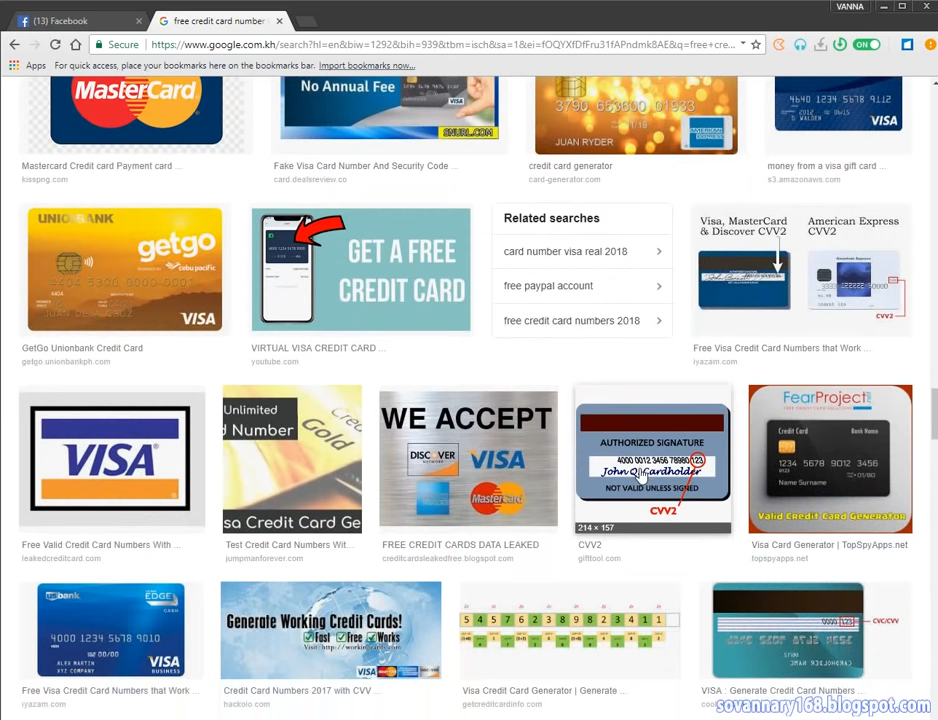 VANNA
(13) Facebook
free credit card number
Secure
https://www.google.com.kh/search?hl=en&biw=1292&bih=939&tbm=isch&sa=1&ei=fOQYXfDfFru31fAPndmk8AE&q=free+cre...
ON
Apps
For quick access, place your bookmarks here on the bookmarks bar. Import bookmarks now...
MasterCard
No Annual Fee
VISA
SNURL.COM
JUAN RYDER
AMERICAN EXPRESS
4640 1234 5678 9112
VISA
Mastercard Credit card Payment card ...
Fake Visa Card Number And Security Code ...
credit card generator
money from a visa gift card ...
kisspng.com
card.dealsreview.co
card-generator.com
s3.amazonaws.com
UNIONBANK
getgo
cebu pacific
4404
VISA
GET A FREE
CREDIT CARD
Related searches
card number visa real 2018
free paypal account
free credit card numbers 2018
Visa, MasterCard
& Discover CVV2
American Express
CVV2
CVV2
GetGo Unionbank Credit Card
VIRTUAL VISA CREDIT CARD ...
Free Visa Credit Card Numbers that Work ...
getgo.unionbankph.com
youtube.com
iyazam.com
VISA
Unlimited
d Number
Gold
sa Credit Card Ge
WE ACCEPT
DISCOVER
VISA
MasterCard
AUTHORIZED SIGNATURE
4000 0012 3456 78980 123
NOT VALID UNLESS SIGNED
CVV2
214 × 157
FearProject.net
Credit Card
Bank Name
1234 5678 9012 3456
Name Surname
Valid Credit Card Generator
Free Valid Credit Card Numbers With ...
Test Credit Card Numbers Wit...
FREE CREDIT CARDS DATA LEAKED
CVV2
Visa Card Generator | TopSpyApps.net
leakedcreditcard.com
jumpmanforever.com
creditcardsleakedfree.blogspot.com
gifttool.com
topspyapps.net
usbank
EDGE
CASH
4000 1234 5678 9010
ALEX MARTIN
XYZ COMPANY
VISA
BUSINESS
Generate Working Credit Cards!
Fast Free Works
VISA
5 4 5 7 6 2 3 8 9 8 2 3 4 1 1
0000 123
CVC/CVV
Free Visa Credit Card Numbers that Work ...
Card Numbers 2017 with CVV ...
Visa Credit Card Generator | Generate ...
VISA : Generate Credit Card Numbers ...
iyazam.com
hackolo.com
getcreditcardinfo.com
sovannary168.blogspot.com